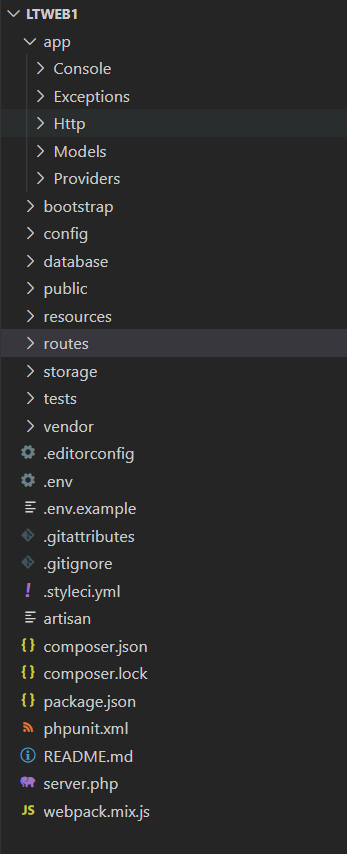 LTWEB1
app
Console
Exceptions
Http
Models
Providers
bootstrap
config
database
public
resources
routes
storage
tests
vendor
.editorconfig
.env
.env.example
.gitattributes
.gitignore
! .styleci.yml
artisan
{} composer.json
{} composer.lock
{} package.json
phpunit.xml
README.md
server.php
JS webpack.mix.js